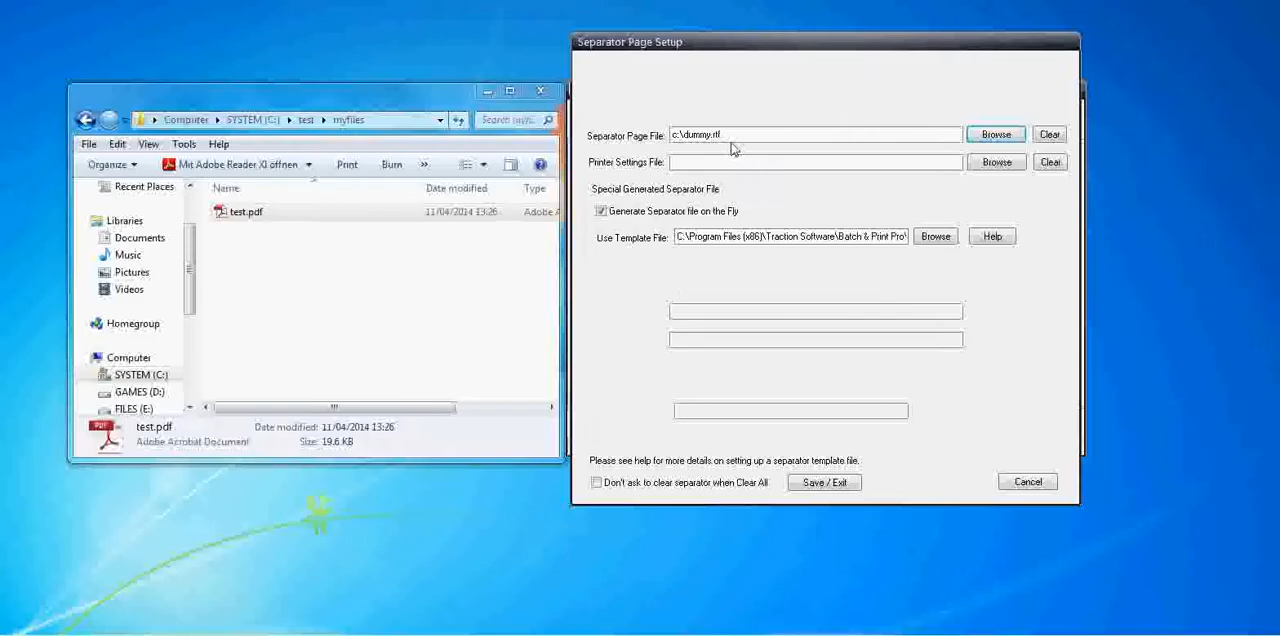 Separator Page Setup
Computer SYSTEM (C:) test myfiles
File Edit View Tools Help
Organize Mit Adobe Reader XI öffnen Print Burn »
Recent Places
Libraries
Documents
Music
Pictures
Videos
Homegroup
Computer
SYSTEM (C:)
GAMES (D:)
FILES (E:)
Name Date modified Type
test.pdf 11/04/2014 13:26 Adobe A
test.pdf Date modified: 11/04/2014 13:26
Adobe Acrobat Document Size: 19.6 KB
Separator Page File: c:\dummy.rtf Browse Clear
Printer Settings File: Browse Clear
Special Generated Separator File
Generate Separator file on the Fly
Use Template File: C:\Program Files (x86)\Traction Software\Batch & Print Pro\ Browse Help
Please see help for more details on setting up a separator template file.
Don't ask to clear separator when Clear All Save / Exit Cancel